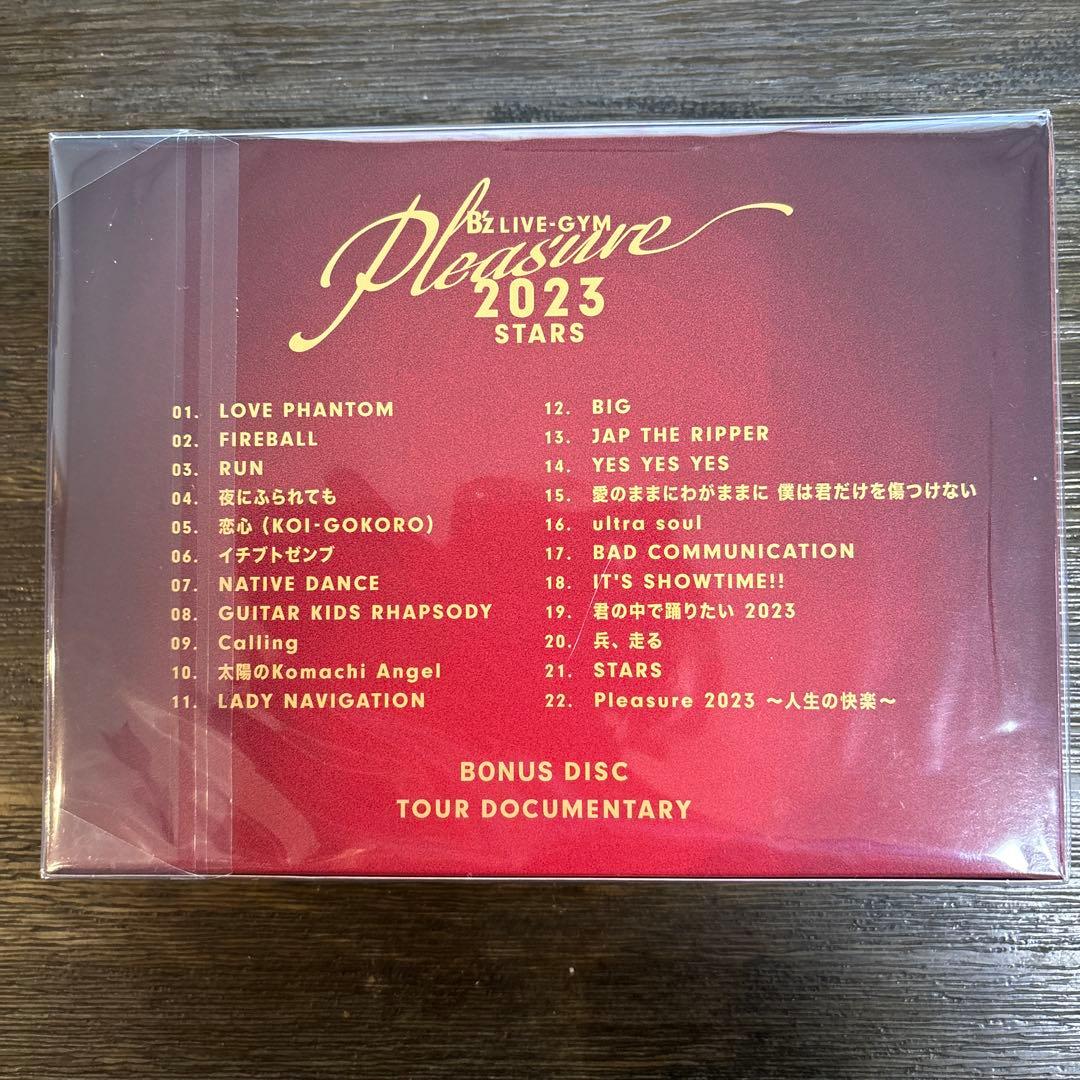 B'z LIVE-GYM
Pleasure
2023
STARS
01. LOVE PHANTOM
02. FIREBALL
03. RUN
04. 夜にふられても
05. 恋心 (KOI-GOKORO)
06. イチブトゼンブ
07. NATIVE DANCE
08. GUITAR KIDS RHAPSODY
09. Calling
10. 太陽のKomachi Angel
11. LADY NAVIGATION
12. BIG
13. JAP THE RIPPER
14. YES YES YES
15. 愛のままにわがままに 僕は君だけを傷つけない
16. ultra soul
17. BAD COMMUNICATION
18. IT'S SHOWTIME!!
19. 君の中で踊りたい 2023
20. 兵、走る
21. STARS
22. Pleasure 2023 〜人生の快楽〜
BONUS DISC
TOUR DOCUMENTARY